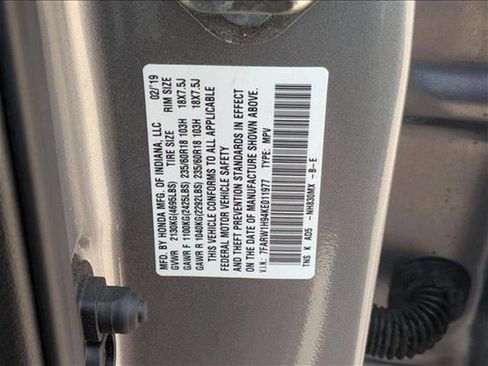 MFD. BY HONDA MFG. OF INDIANA, LLC 02/'19
TIRE SIZE RIM SIZE
GVWR 2130KG(4695LBS)
GAWR F 1100KG(2425LBS) 235/60R18 103H 18X7.5J
GAWR R 1040KG(2292LBS) 235/60R18 103H 18X7.5J
THIS VEHICLE CONFORMS TO ALL APPLICABLE
FEDERAL MOTOR VEHICLE SAFETY
AND THEFT PREVENTION STANDARDS IN EFFECT
ON THE DATE OF MANUFACTURE SHOWN ABOVE.
V.I.N.: 7FARW1H94KE011977 TYPE: MPV
TNS K AD5 -NH830MX -B-E